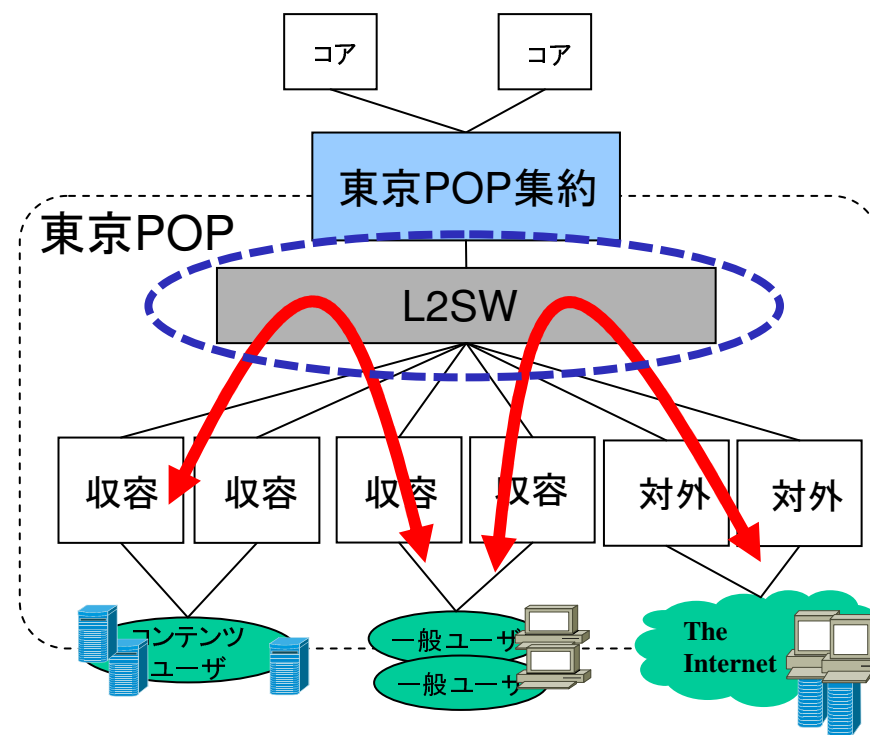 コア
コア
東京POP集約
東京POP
L2SW
収容
収容
収容
収容
対外
対外
コンテンツ
ユーザ
一般ユーザ
一般ユーザ
The
Internet